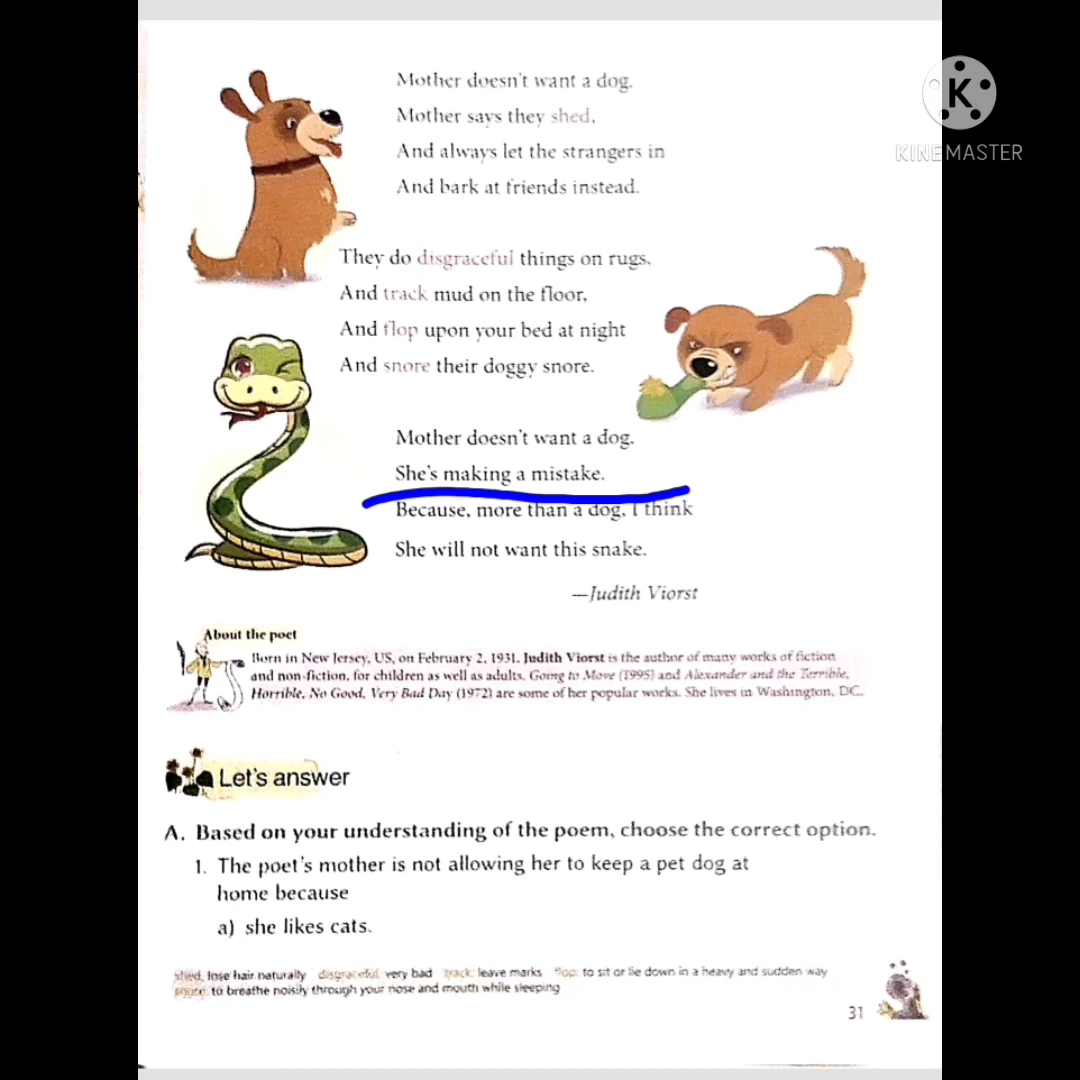 Mother doesn't want a dog.
Mother says they shed,
And always let the strangers in
And bark at friends instead.
They do disgraceful things on rugs,
And track mud on the floor,
And flop upon your bed at night
And snore their doggy snore.
Mother doesn't want a dog.
She's making a mistake.
Because, more than a dog, I think
She will not want this snake.
—Judith Viorst
About the poet
Born in New Jersey, US, on February 2, 1931, Judith Viorst is the author of many works of fiction
and non-fiction, for children as well as adults. Going to Move (1995) and Alexander and the Terrible,
Horrible, No Good, Very Bad Day (1972) are some of her popular works. She lives in Washington, DC.
Let's answer
A. Based on your understanding of the poem, choose the correct option.
1. The poet's mother is not allowing her to keep a pet dog at
home because
a) she likes cats.
shed: lose hair naturally disgraceful: very bad track: leave marks flop: to sit or lie down in a heavy and sudden way
snore: to breathe noisily through your nose and mouth while sleeping
31
K
KINEMASTER